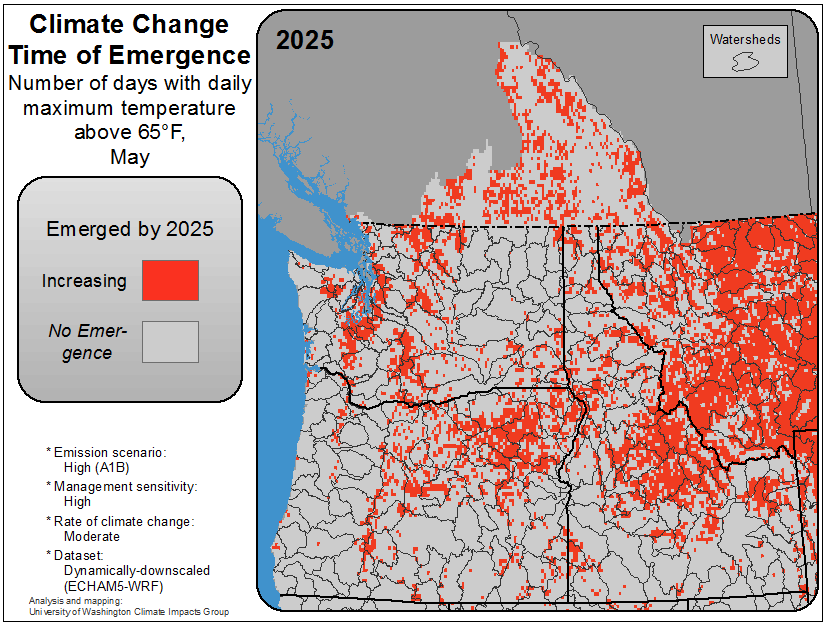 Climate Change
Time of Emergence
Number of days with daily
maximum temperature
above 65°F,
May
Emerged by 2025
Increasing
No Emer-
gence
* Emission scenario:
High (A1B)
* Management sensitivity:
High
* Rate of climate change:
Moderate
* Dataset:
Dynamically-downscaled
(ECHAM5-WRF)
Analysis and mapping:
University of Washington Climate Impacts Group
2025
Watersheds